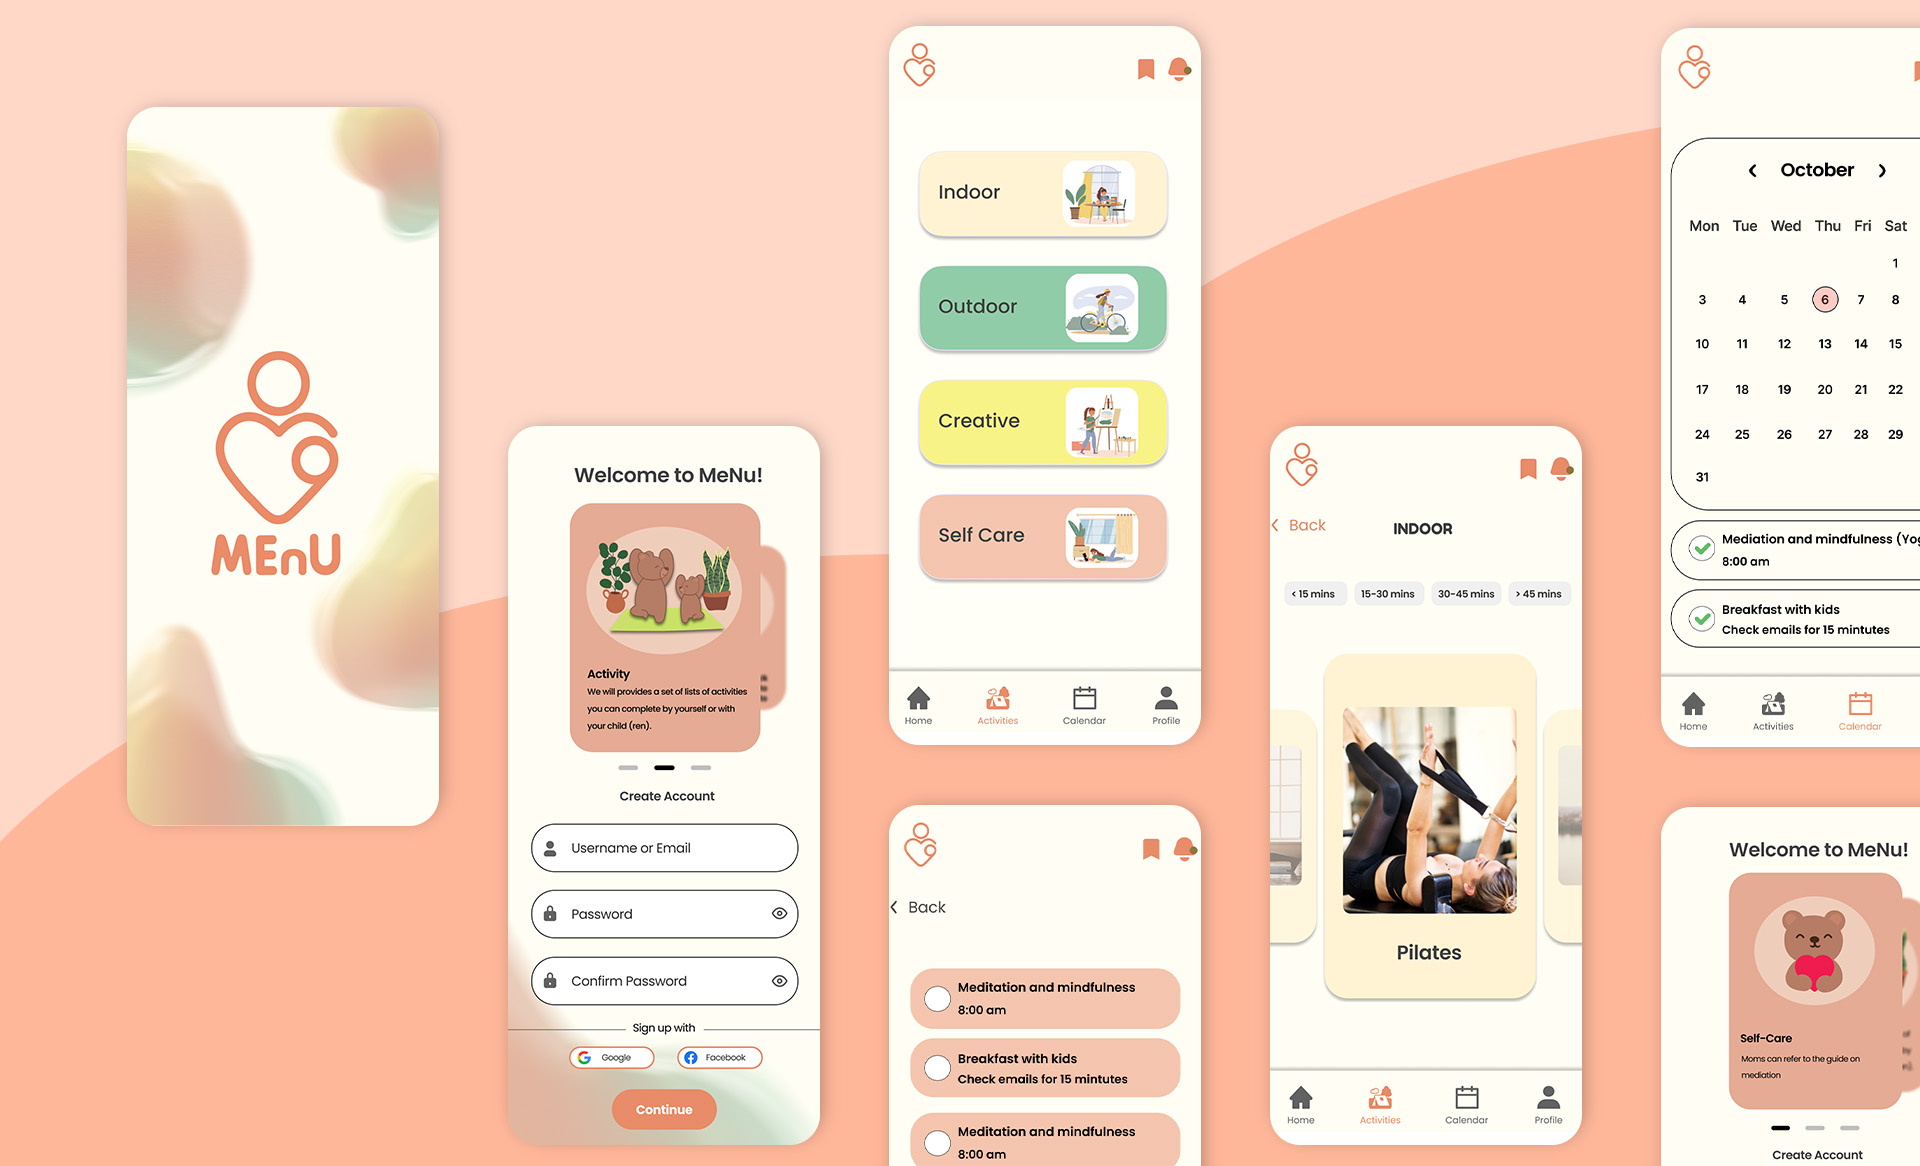 MEnU
Welcome to MeNu!
Activity
We will provides a set of lists of activities
you can complete by yourself or with
your child (ren).
Create Account
Username or Email
Password
Confirm Password
Sign up with
Google
Facebook
Continue
Indoor
Outdoor
Creative
Self Care
Home
Activities
Calendar
Profile
Back
Meditation and mindfulness
8:00 am
Breakfast with kids
Check emails for 15 mintutes
Meditation and mindfulness
8:00 am
Back
INDOOR
< 15 mins
15-30 mins
30-45 mins
> 45 mins
Pilates
Home
Activities
Calendar
Profile
October
Mon Tue Wed Thu Fri Sat
1
3 4 5 6 7 8
10 11 12 13 14 15
17 18 19 20 21 22
24 25 26 27 28 29
31
Mediation and mindfulness (Yog
8:00 am
Breakfast with kids
Check emails for 15 mintutes
Home
Activities
Calendar
Welcome to MeNu!
Self-Care
Moms can refer to the guide on
mediation
Create Account